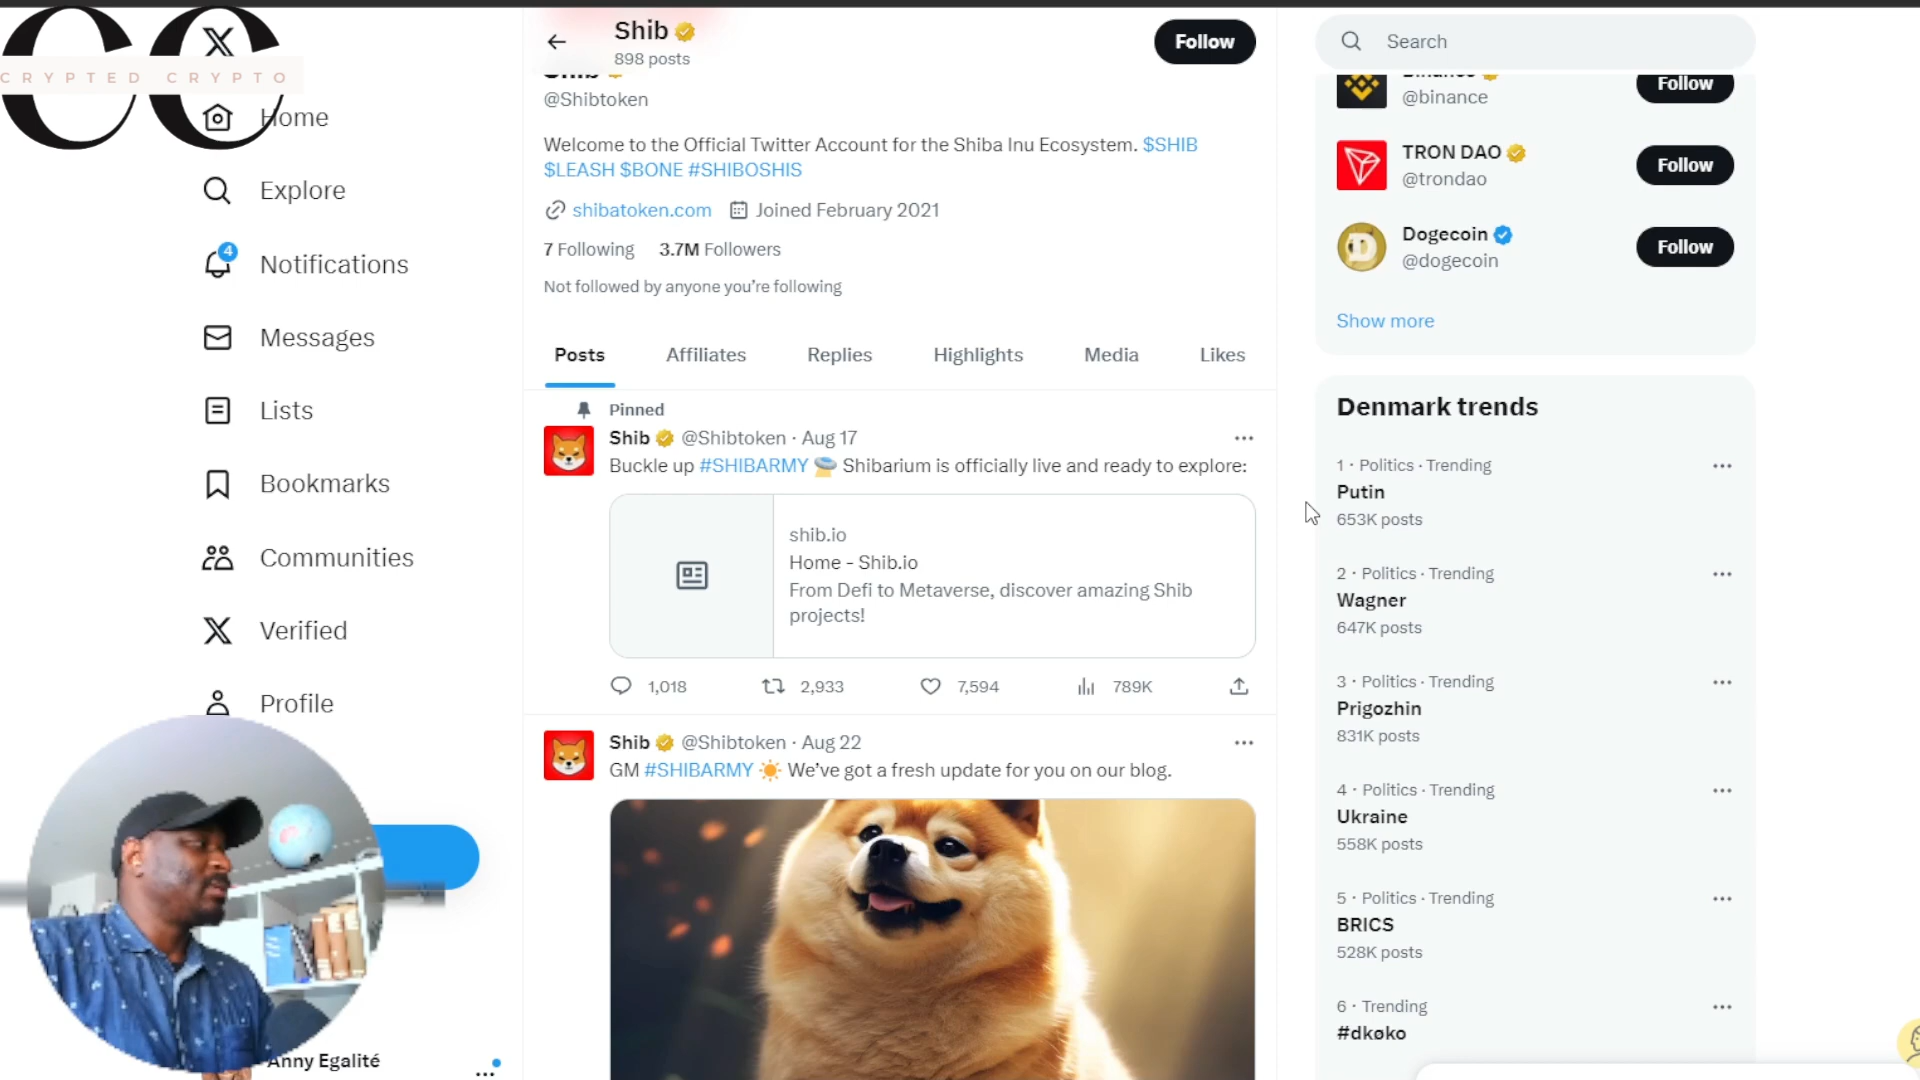 CRYPTED CRYPTO
Home
Explore
4
Notifications
Messages
Lists
Bookmarks
Communities
Verified
Profile
Anny Egalité
Shib
898 posts
Follow
Shib
@Shibtoken
Welcome to the Official Twitter Account for the Shiba Inu Ecosystem. $SHIB
$LEASH $BONE #SHIBOSHIS
shibatoken.com Joined February 2021
7 Following 3.7M Followers
Not followed by anyone you’re following
Posts Affiliates Replies Highlights Media Likes
Pinned
Shib @Shibtoken · Aug 17
Buckle up #SHIBARMY Shibarium is officially live and ready to explore:
shib.io
Home - Shib.io
From Defi to Metaverse, discover amazing Shib
projects!
1,018 2,933 7,594 789K
Shib @Shibtoken · Aug 22
GM #SHIBARMY We’ve got a fresh update for you on our blog.
Search
Binance
@binance
Follow
TRON DAO
@trondao
Follow
Dogecoin
@dogecoin
Follow
Show more
Denmark trends
1 · Politics · Trending
Putin
653K posts
2 · Politics · Trending
Wagner
647K posts
3 · Politics · Trending
Prigozhin
831K posts
4 · Politics · Trending
Ukraine
558K posts
5 · Politics · Trending
BRICS
528K posts
6 · Trending
#dkøko